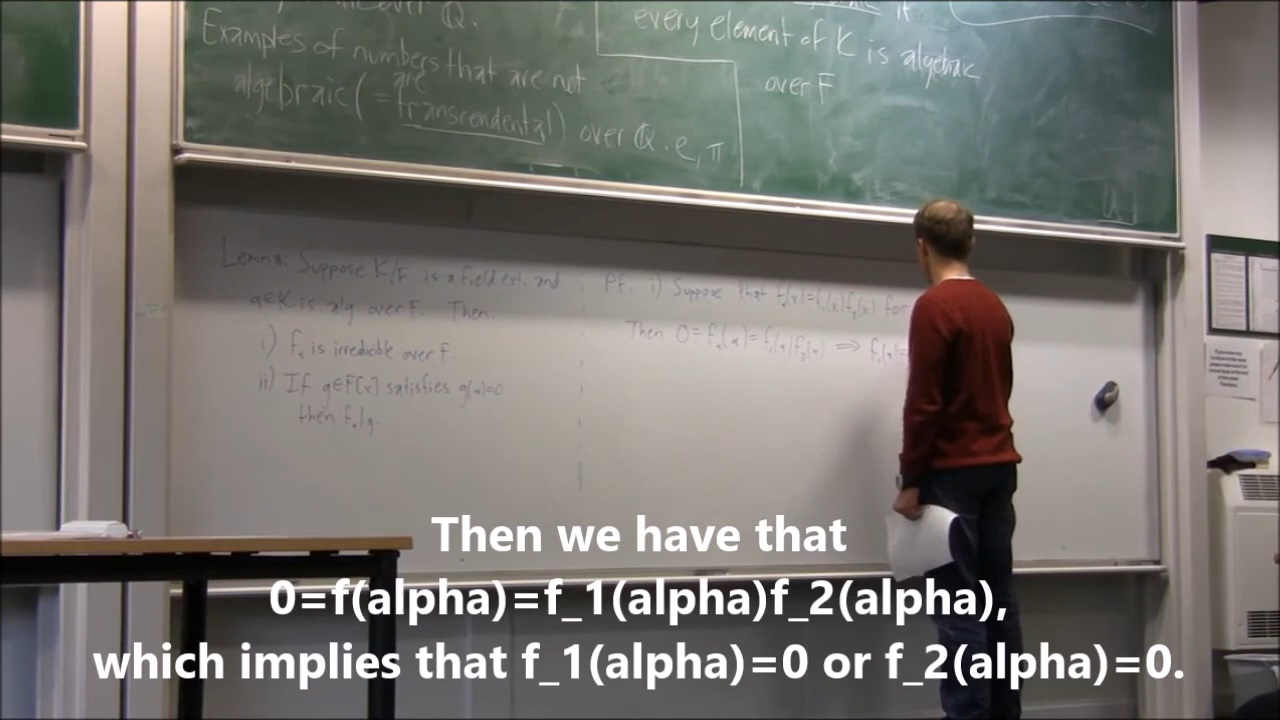 over Q.
Examples of numbers that are not
are
algebraic (= transcendental) over Q. e, π
if
every element of K is algebraic
over F
Lemma: Suppose K/F is a field ext. and
α∈K is alg over F. Then.
i) f_α is irreducible over F.
ii) If g∈F[x] satisfies g(α)=0
then f_α|g.
Pf. i) Suppose that f_α(x)=f_1(x)f_2(x) for
Then 0=f_α(α)=f_1(α)f_2(α) ⟹ f_1(α)=
Then we have that
0=f(alpha)=f_1(alpha)f_2(alpha),
which implies that f_1(alpha)=0 or f_2(alpha)=0.